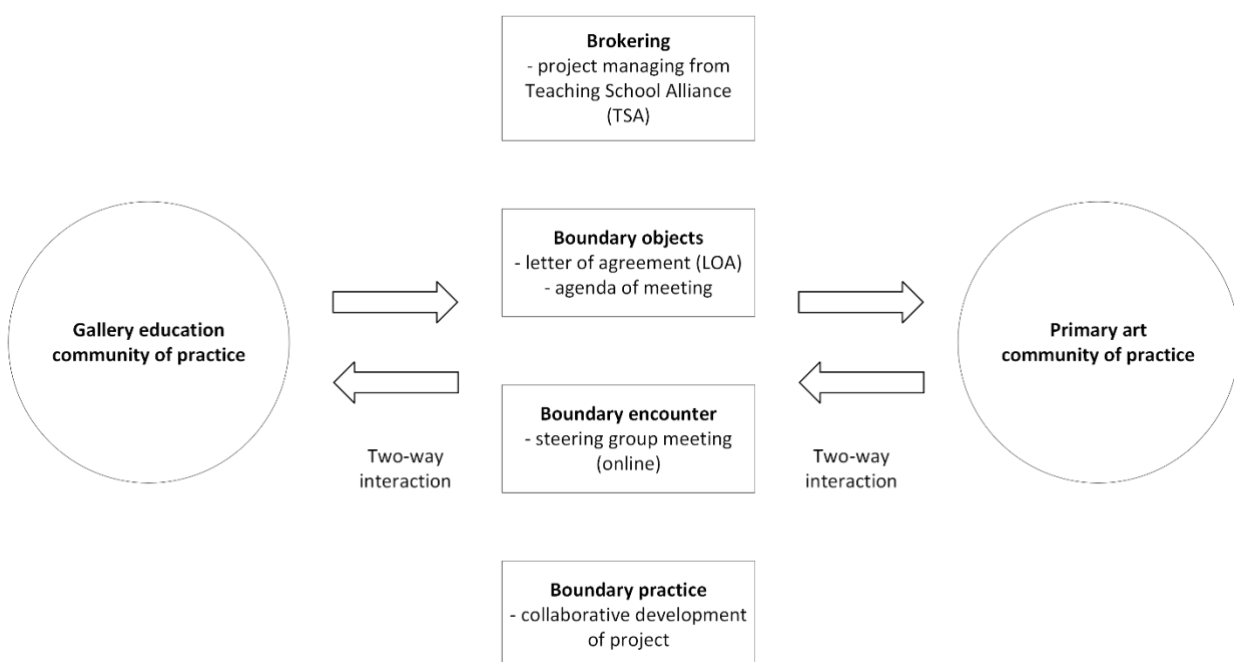 Brokering
- project managing from
Teaching School Alliance
(TSA)
Boundary objects
- letter of agreement (LOA)
- agenda of meeting
Gallery education
community of practice
Primary art
community of practice
Boundary encounter
- steering group meeting
(online)
Two-way
interaction
Two-way
interaction
Boundary practice
- collaborative development
of project